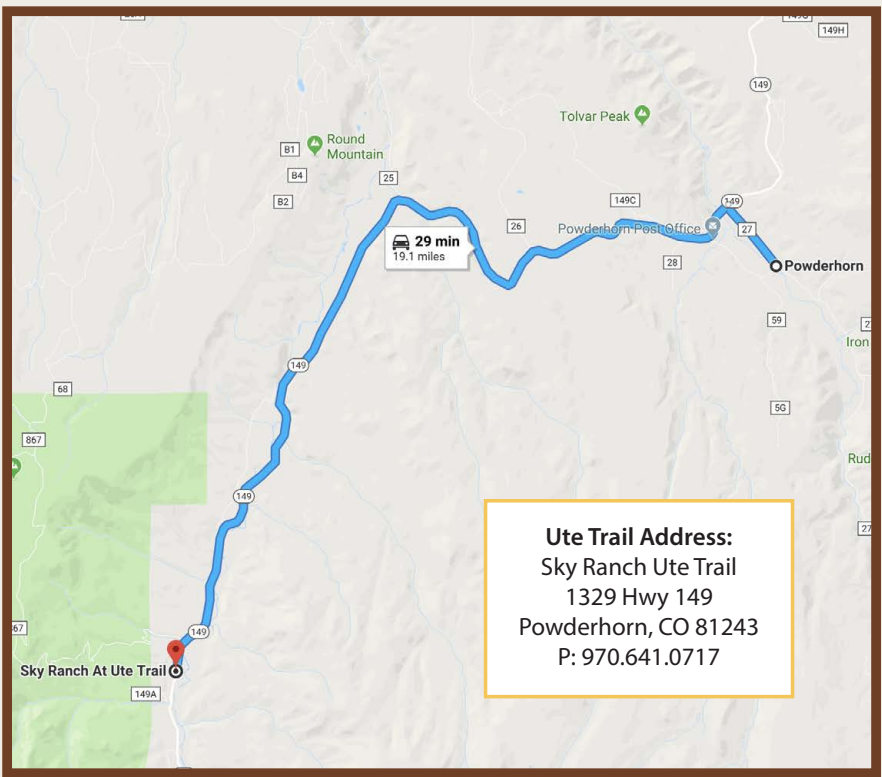 149G
149H
149
Tolvar Peak
Round
Mountain
B1
B4
B2
25
149C
149
26
Powderhorn Post Office
27
29 min
19.1 miles
28
Powderhorn
59
Iron
149
68
5G
867
Rud
149
27
Ute Trail Address:
Sky Ranch Ute Trail
1329 Hwy 149
Powderhorn, CO 81243
P: 970.641.0717
67
149
Sky Ranch At Ute Trail
149A